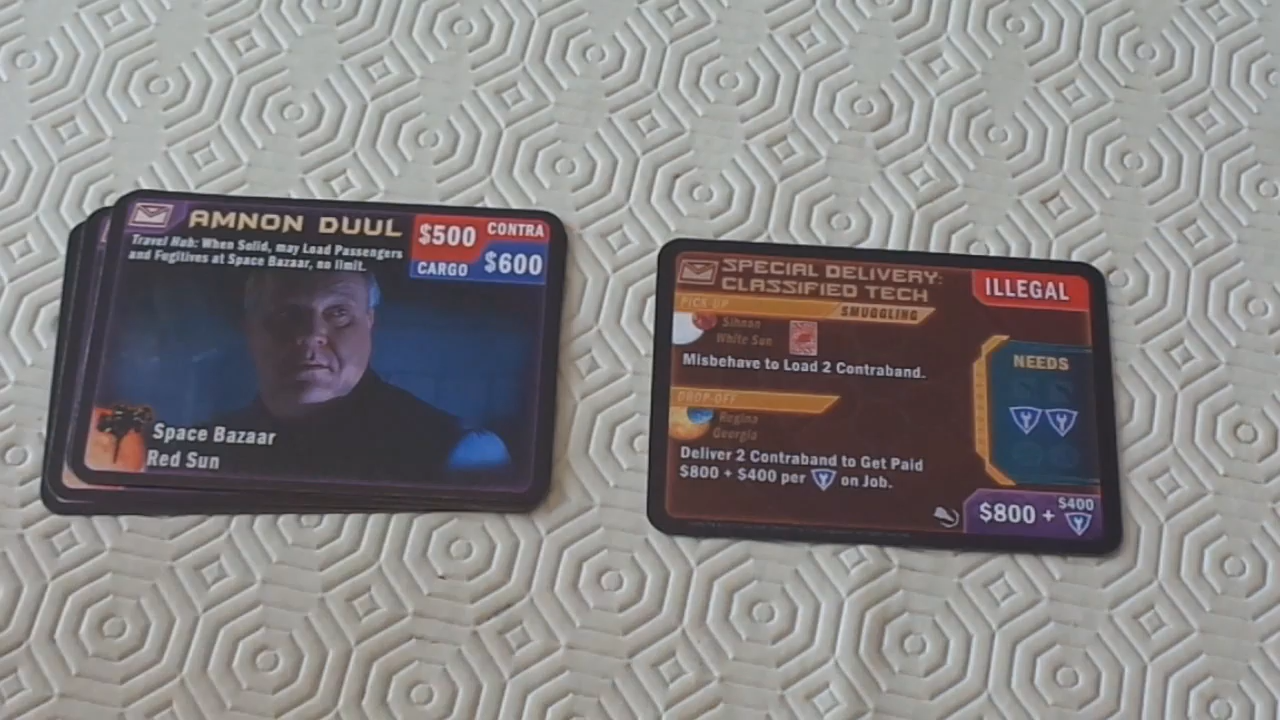 AMNON DUUL
Travel Hub: When Solid, may Load Passengers
and Fugitives at Space Bazaar, no limit.
$500 CONTRA
CARGO $600
Space Bazaar
Red Sun
SPECIAL DELIVERY:
CLASSIFIED TECH
ILLEGAL
PICK-UP
SMUGGLING
Sihnon
White Sun
Misbehave to Load 2 Contraband.
NEEDS
DROP-OFF
Regina
Georgia
Deliver 2 Contraband to Get Paid
$800 + $400 per on Job.
$800 + $400